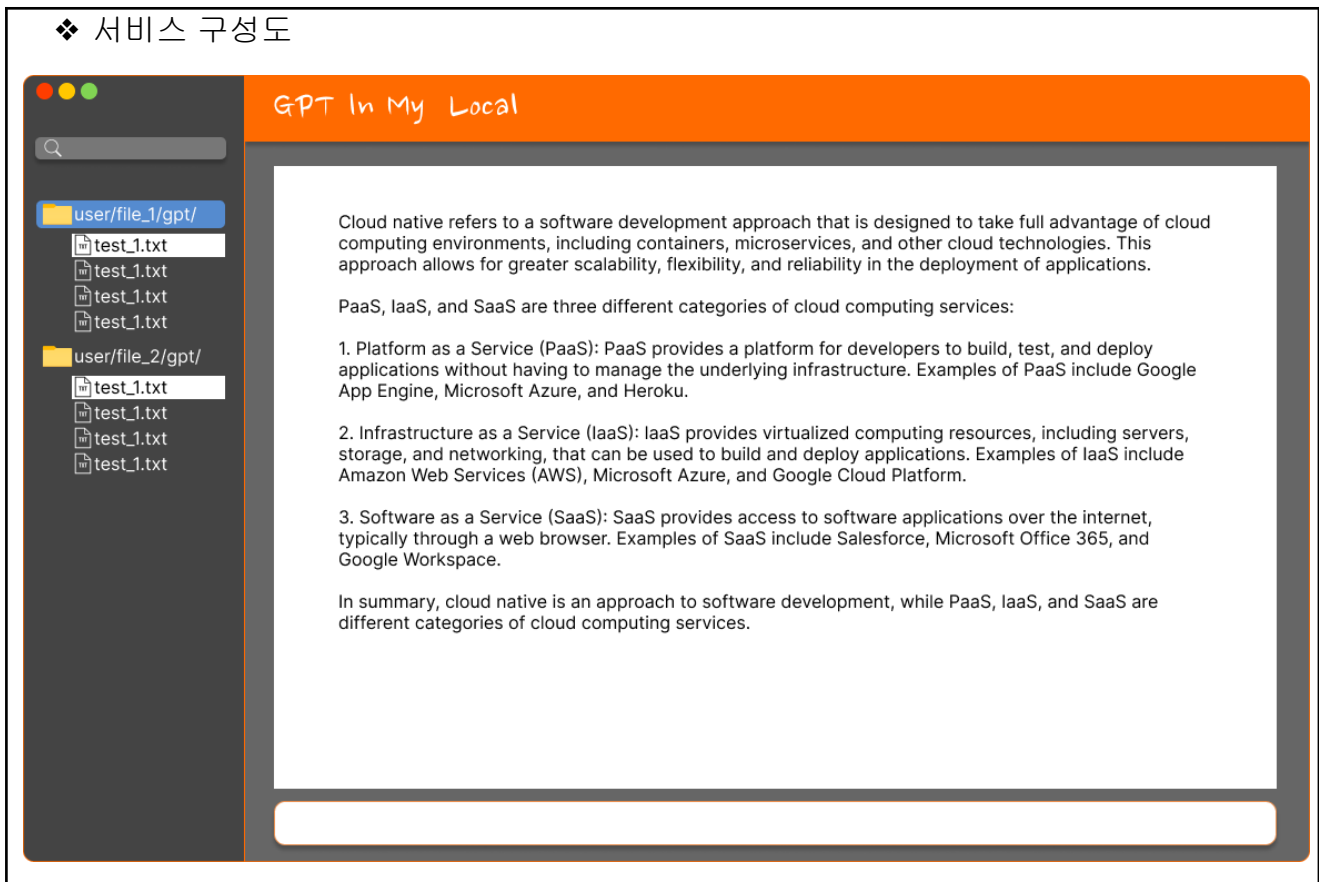 ❖ 서비스 구성도
GPT In My Local
user/file_1/gpt/
test_1.txt
test_1.txt
test_1.txt
test_1.txt
user/file_2/gpt/
test_1.txt
test_1.txt
test_1.txt
test_1.txt
Cloud native refers to a software development approach that is designed to take full advantage of cloud
computing environments, including containers, microservices, and other cloud technologies. This
approach allows for greater scalability, flexibility, and reliability in the deployment of applications.
PaaS, IaaS, and SaaS are three different categories of cloud computing services:
1. Platform as a Service (PaaS): PaaS provides a platform for developers to build, test, and deploy
applications without having to manage the underlying infrastructure. Examples of PaaS include Google
App Engine, Microsoft Azure, and Heroku.
2. Infrastructure as a Service (IaaS): IaaS provides virtualized computing resources, including servers,
storage, and networking, that can be used to build and deploy applications. Examples of IaaS include
Amazon Web Services (AWS), Microsoft Azure, and Google Cloud Platform.
3. Software as a Service (SaaS): SaaS provides access to software applications over the internet,
typically through a web browser. Examples of SaaS include Salesforce, Microsoft Office 365, and
Google Workspace.
In summary, cloud native is an approach to software development, while PaaS, IaaS, and SaaS are
different categories of cloud computing services.